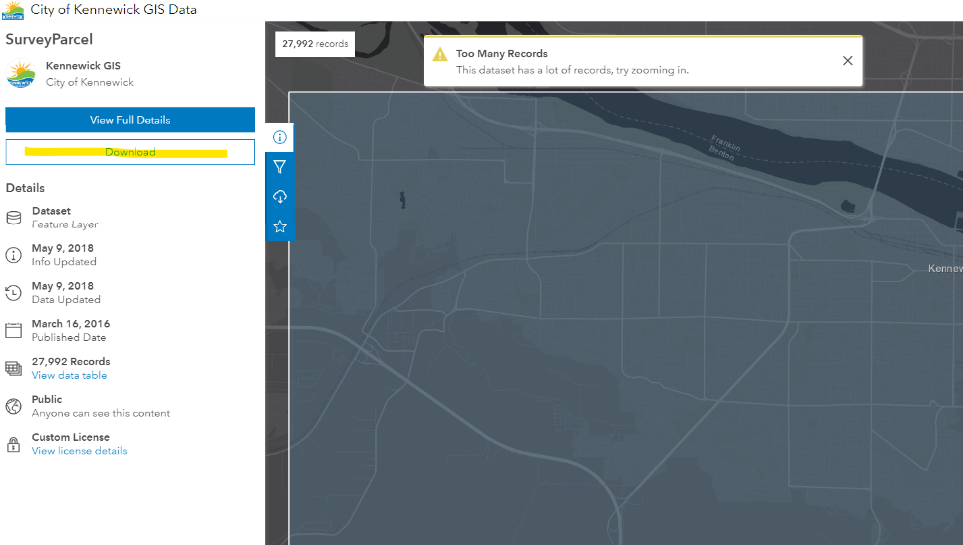 City of Kennewick GIS Data
SurveyParcel
Kennewick GIS
City of Kennewick
View Full Details
Download
Details
Dataset
Feature Layer
May 9, 2018
Info Updated
May 9, 2018
Data Updated
March 16, 2016
Published Date
27,992 Records
View data table
Public
Anyone can see this content
Custom License
View license details
27,992 records
Too Many Records
This dataset has a lot of records, try zooming in.
Franklin
Benton
Kennew